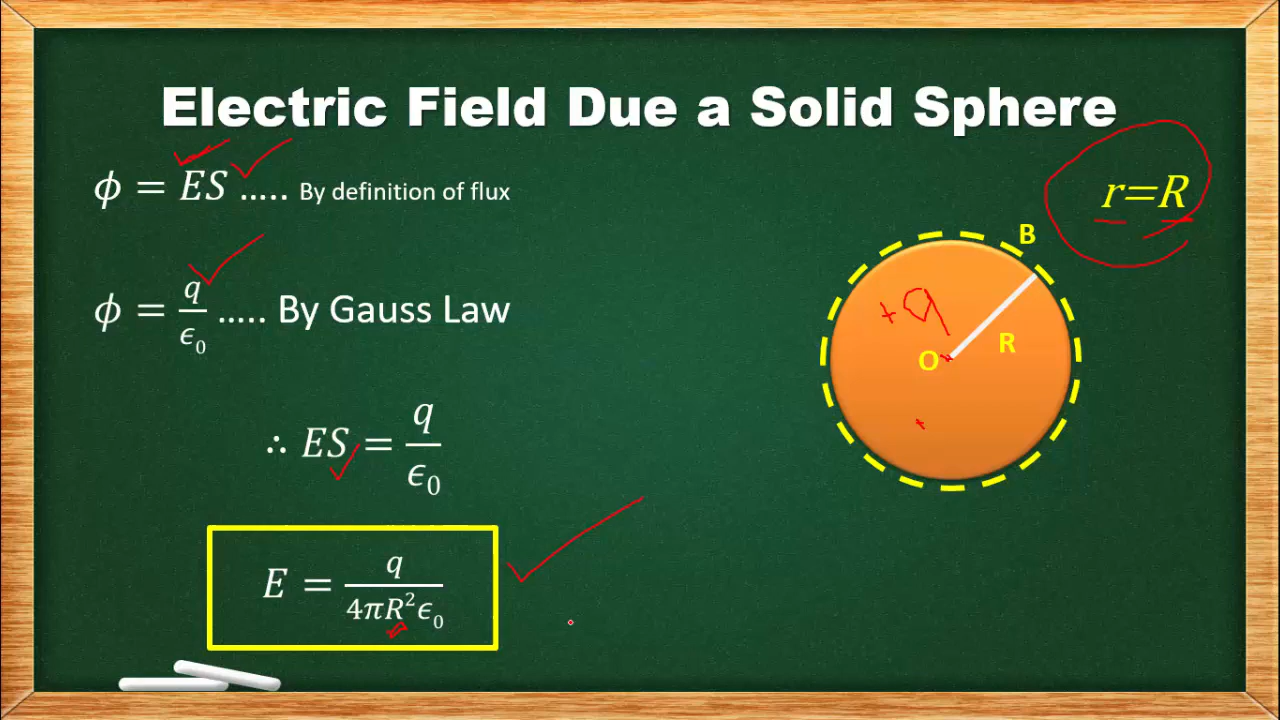 Electric Field Due a Solid Sphere
ϕ = ES ..... By definition of flux
r=R
B
ϕ = q/ϵ₀ ..... By Gauss Law
+q
R
O
∴ ES = q/ϵ₀
E = q/4πR²ϵ₀